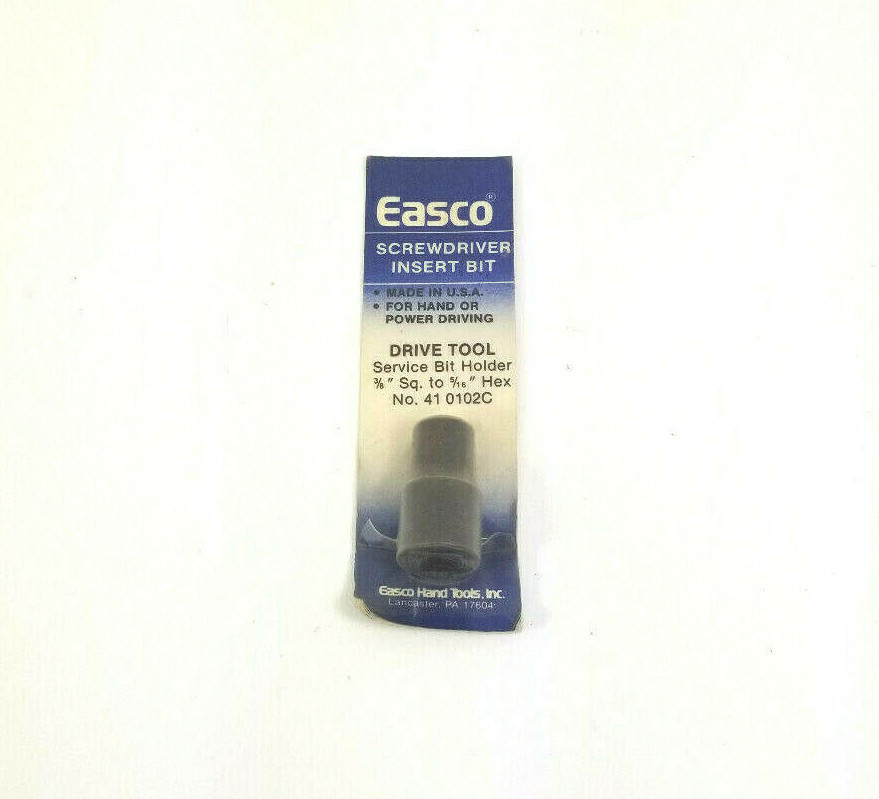 Easco®
SCREWDRIVER
INSERT BIT
• MADE IN U.S.A.
• FOR HAND OR
POWER DRIVING
DRIVE TOOL
Service Bit Holder
⅜" Sq. to 5/16" Hex
No. 41 0102C
Easco Hand Tools, Inc.
Lancaster, PA 17604